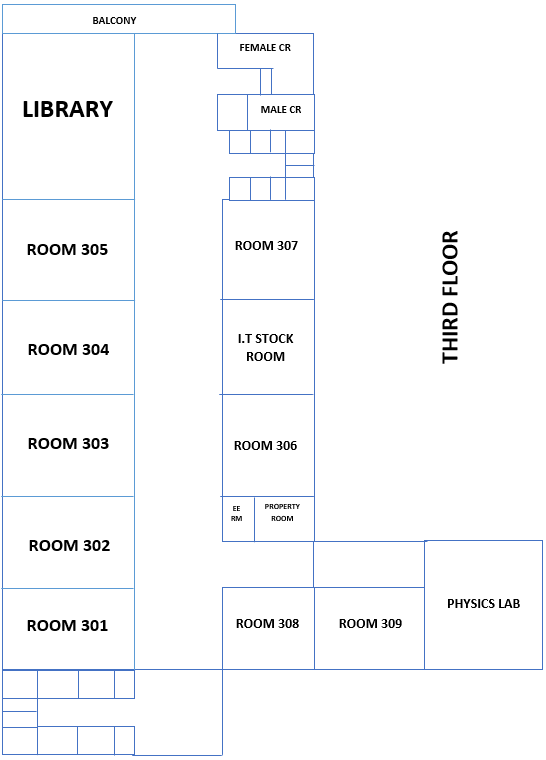 BALCONY
FEMALE CR
LIBRARY
MALE CR
ROOM 305
ROOM 307
ROOM 304
I.T STOCK
ROOM
THIRD FLOOR
ROOM 303
ROOM 306
EE
RM
PROPERTY
ROOM
ROOM 302
ROOM 301
ROOM 308
ROOM 309
PHYSICS LAB